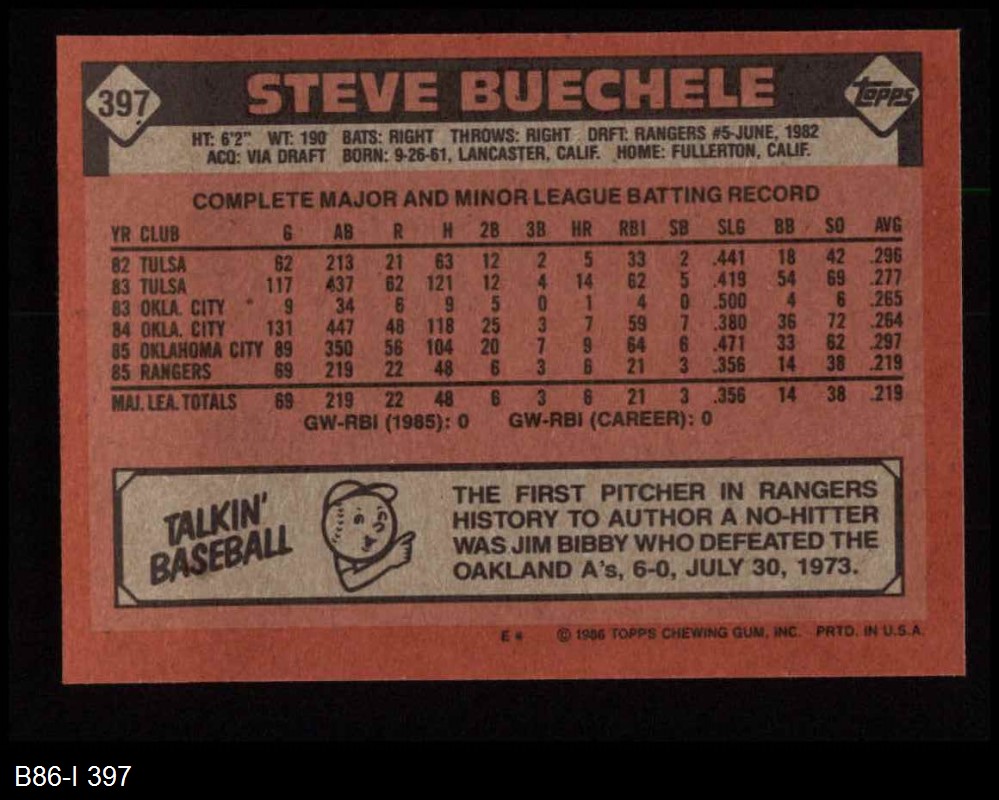 397
STEVE BUECHELE
topps
HT: 6'2" WT: 190 BATS: RIGHT THROWS: RIGHT DRFT: RANGERS #5-JUNE, 1982
ACQ: VIA DRAFT BORN: 9-26-61, LANCASTER, CALIF. HOME: FULLERTON, CALIF.
COMPLETE MAJOR AND MINOR LEAGUE BATTING RECORD
YR CLUB G AB R H 2B 3B HR RBI SB SLG BB SO AVG
82 TULSA 62 213 21 63 12 2 5 33 2 .441 18 42 .296
83 TULSA 117 437 62 121 12 4 14 62 5 .419 54 69 .277
83 OKLA. CITY 9 34 6 9 5 0 1 4 0 .500 4 6 .265
84 OKLA. CITY 131 447 48 118 25 3 7 59 7 .380 36 72 .264
85 OKLAHOMA CITY 89 350 56 104 20 7 9 64 6 .471 33 62 .297
85 RANGERS 69 219 22 48 6 3 6 21 3 .356 14 38 .219
MAJ. LEA. TOTALS 69 219 22 48 6 3 6 21 3 .356 14 38 .219
GW-RBI (1985): 0 GW-RBI (CAREER): 0
TALKIN'
BASEBALL
THE FIRST PITCHER IN RANGERS
HISTORY TO AUTHOR A NO-HITTER
WAS JIM BIBBY WHO DEFEATED THE
OAKLAND A's, 6-0, JULY 30, 1973.
E* © 1986 TOPPS CHEWING GUM, INC. PRTD. IN U.S.A.
B86-I 397